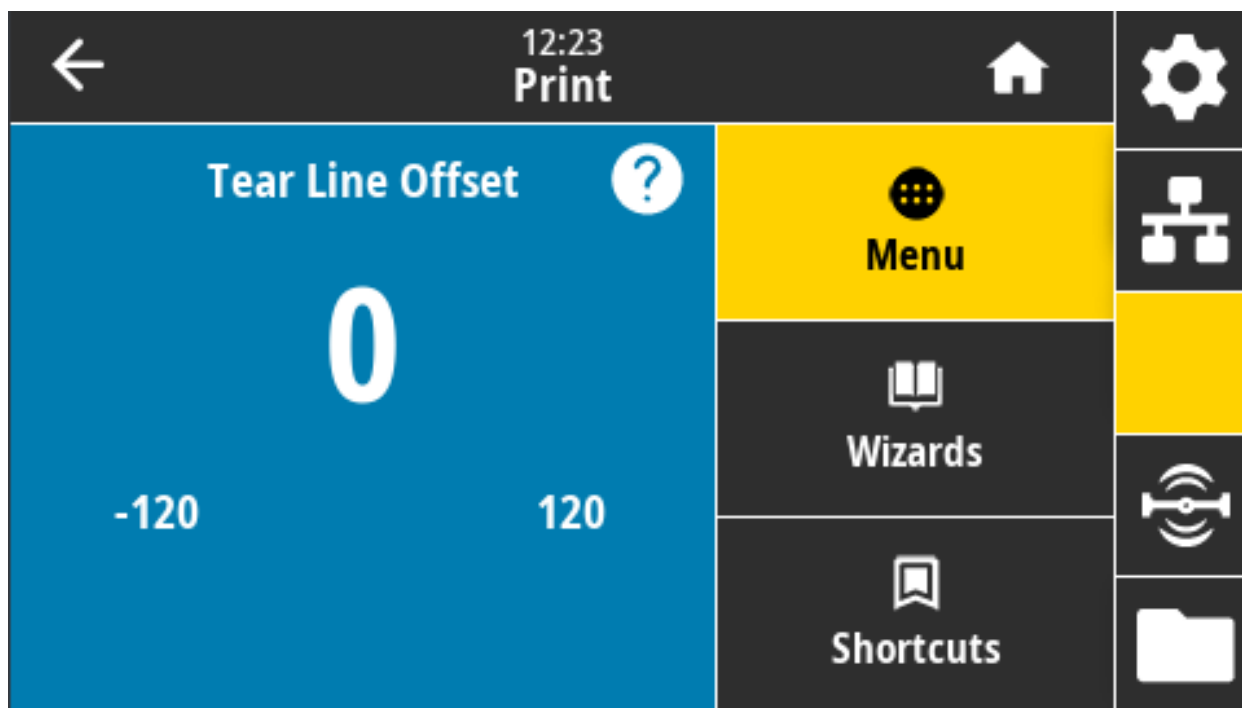 12:23
Print
Tear Line Offset
?
0
-120
120
Menu
Wizards
Shortcuts